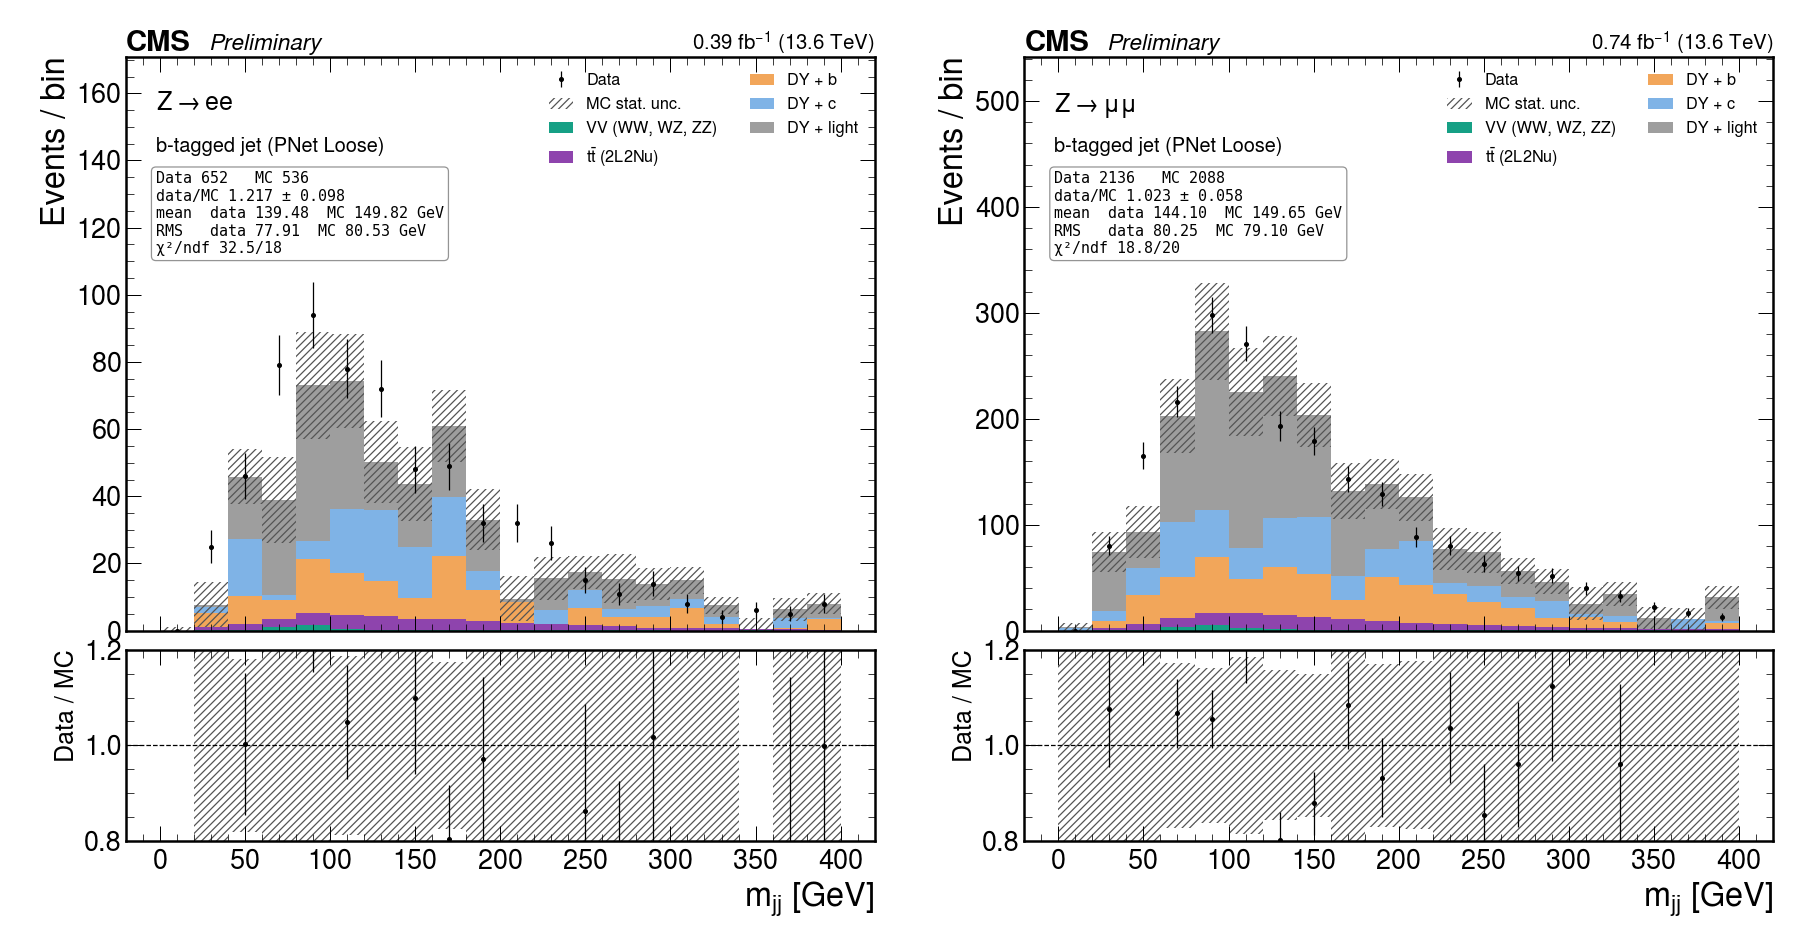 CMS Preliminary 0.39 fb⁻¹ (13.6 TeV)
Events / bin
Z → ee
b-tagged jet (PNet Loose)
Data 652   MC 536
data/MC 1.217 ± 0.098
mean  data 139.48  MC 149.82 GeV
RMS   data 77.91  MC 80.53 GeV
χ²/ndf 32.5/18
Data
MC stat. unc.
VV (WW, WZ, ZZ)
tt̄ (2L2Nu)
DY + b
DY + c
DY + light
160
140
120
100
80
60
40
20
0
Data / MC
1.2
1.0
0.8
0 50 100 150 200 250 300 350 400
m_jj [GeV]
CMS Preliminary 0.74 fb⁻¹ (13.6 TeV)
Events / bin
Z → μμ
b-tagged jet (PNet Loose)
Data 2136   MC 2088
data/MC 1.023 ± 0.058
mean  data 144.10  MC 149.65 GeV
RMS   data 80.25  MC 79.10 GeV
χ²/ndf 18.8/20
Data
MC stat. unc.
VV (WW, WZ, ZZ)
tt̄ (2L2Nu)
DY + b
DY + c
DY + light
500
400
300
200
100
0
Data / MC
1.2
1.0
0.8
0 50 100 150 200 250 300 350 400
m_jj [GeV]